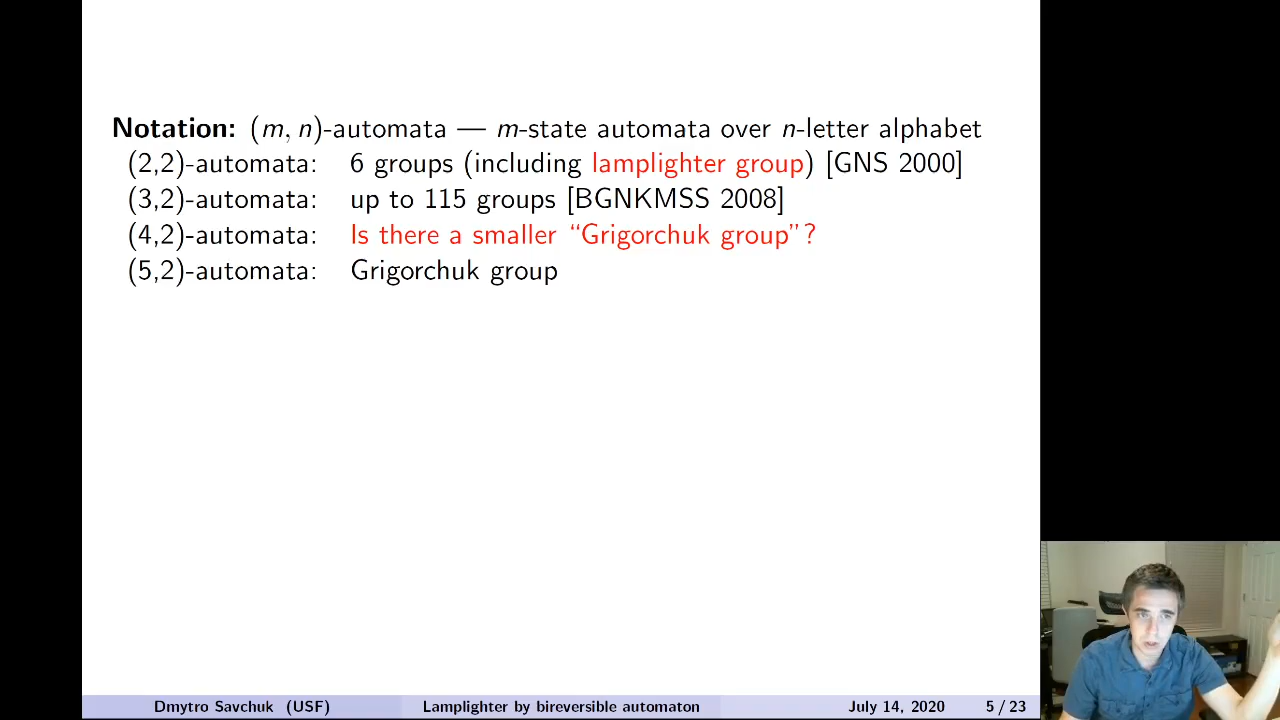 Notation: (m, n)-automata — m-state automata over n-letter alphabet
(2,2)-automata: 6 groups (including lamplighter group) [GNS 2000]
(3,2)-automata: up to 115 groups [BGNKMSS 2008]
(4,2)-automata: Is there a smaller “Grigorchuk group”?
(5,2)-automata: Grigorchuk group
Dmytro Savchuk (USF) Lamplighter by bireversible automaton July 14, 2020 5 / 23